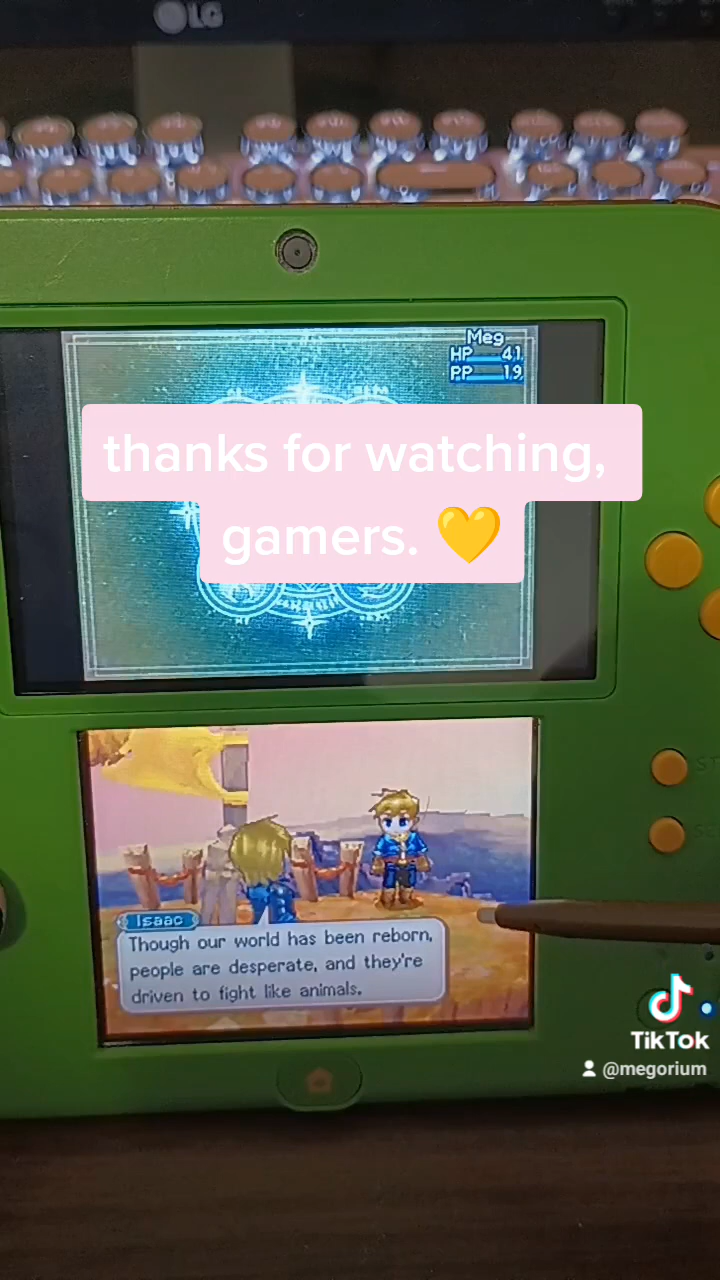 LG
Meg
HP 41
PP 19
thanks for watching,
gamers. 💛
Isaac
Though our world has been reborn,
people are desperate, and they're
driven to fight like animals.
TikTok
@megorium